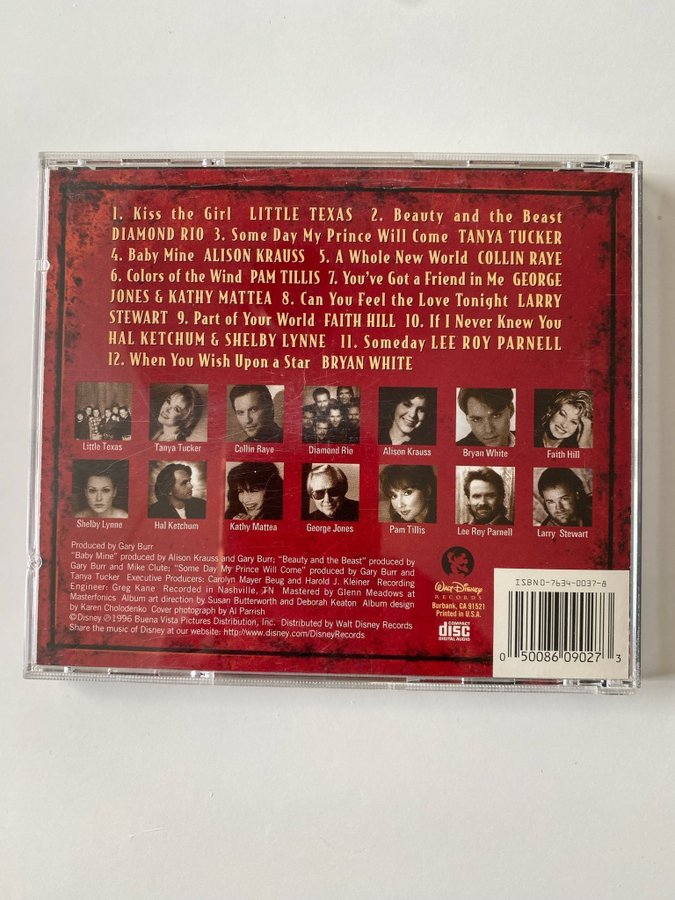 1. Kiss the Girl LITTLE TEXAS 2. Beauty and the Beast
DIAMOND RIO 3. Some Day My Prince Will Come TANYA TUCKER
4. Baby Mine ALISON KRAUSS 5. A Whole New World COLLIN RAYE
6. Colors of the Wind PAM TILLIS 7. You've Got a Friend in Me GEORGE
JONES & KATHY MATTEA 8. Can You Feel the Love Tonight LARRY
STEWART 9. Part of Your World FAITH HILL 10. If I Never Knew You
HAL KETCHUM & SHELBY LYNNE 11. Someday LEE ROY PARNELL
12. When You Wish Upon a Star BRYAN WHITE
Little Texas Tanya Tucker Collin Raye Diamond Rio Alison Krauss Bryan White Faith Hill
Shelby Lynne Hal Ketchum Kathy Mattea George Jones Pam Tillis Lee Roy Parnell Larry Stewart
Produced by Gary Burr
"Baby Mine" produced by Alison Krauss and Gary Burr; "Beauty and the Beast" produced by
Gary Burr and Mike Clute; "Some Day My Prince Will Come" produced by Gary Burr and
Tanya Tucker Executive Producers: Carolyn Mayer Beug and Harold J. Kleiner Recording
Engineer: Greg Kane Recorded in Nashville, TN Mastered by Glenn Meadows at
Masterfonics Album art direction by Susan Butterworth and Deborah Keaton Album design
by Karen Cholodenko Cover photograph by Al Parrish
© Disney ℗ 1996 Buena Vista Pictures Distribution, Inc. Distributed by Walt Disney Records
Share the music of Disney at our website: http://www.disney.com/DisneyRecords
WALT DISNEY
RECORDS
Burbank, CA 91521
Printed in U.S.A.
COMPACT
disc
DIGITAL AUDIO
ISBN 0-7634-0037-8
0 50086 09027 3